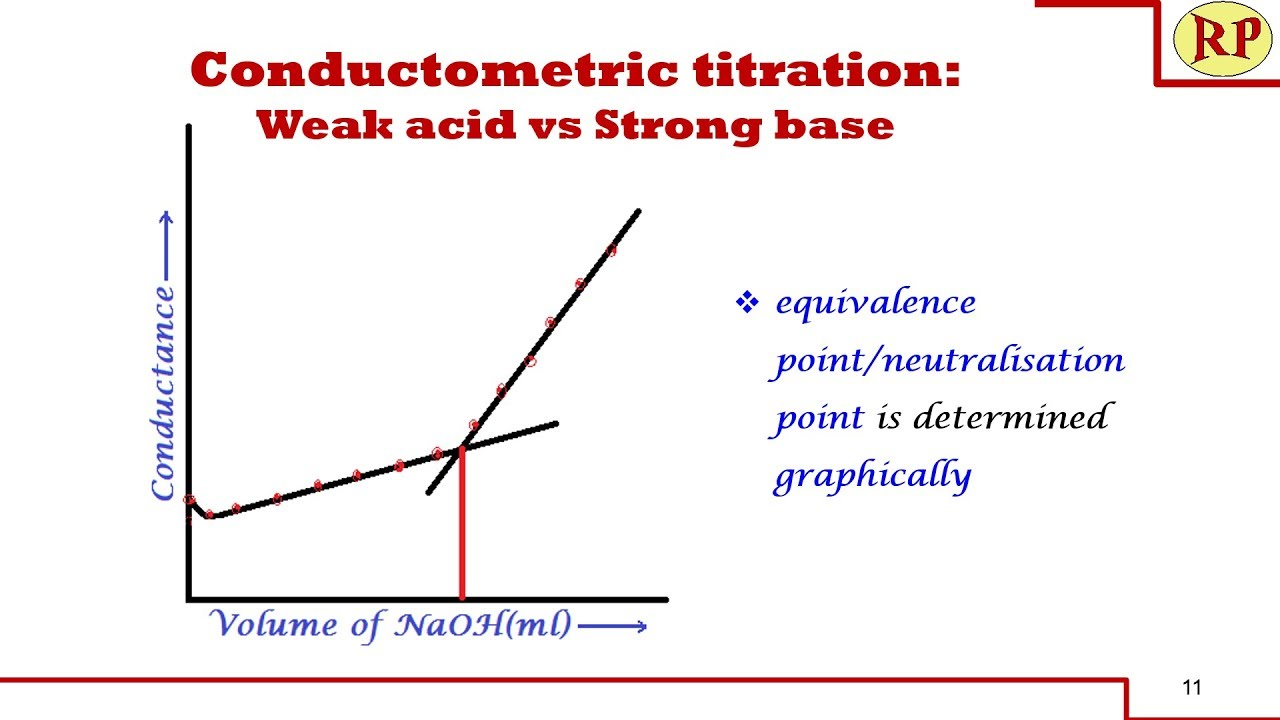 RP
Conductometric titration:
Weak acid vs Strong base
Conductance
❖ equivalence
point/neutralisation
point is determined
graphically
Volume of NaOH(ml)
11